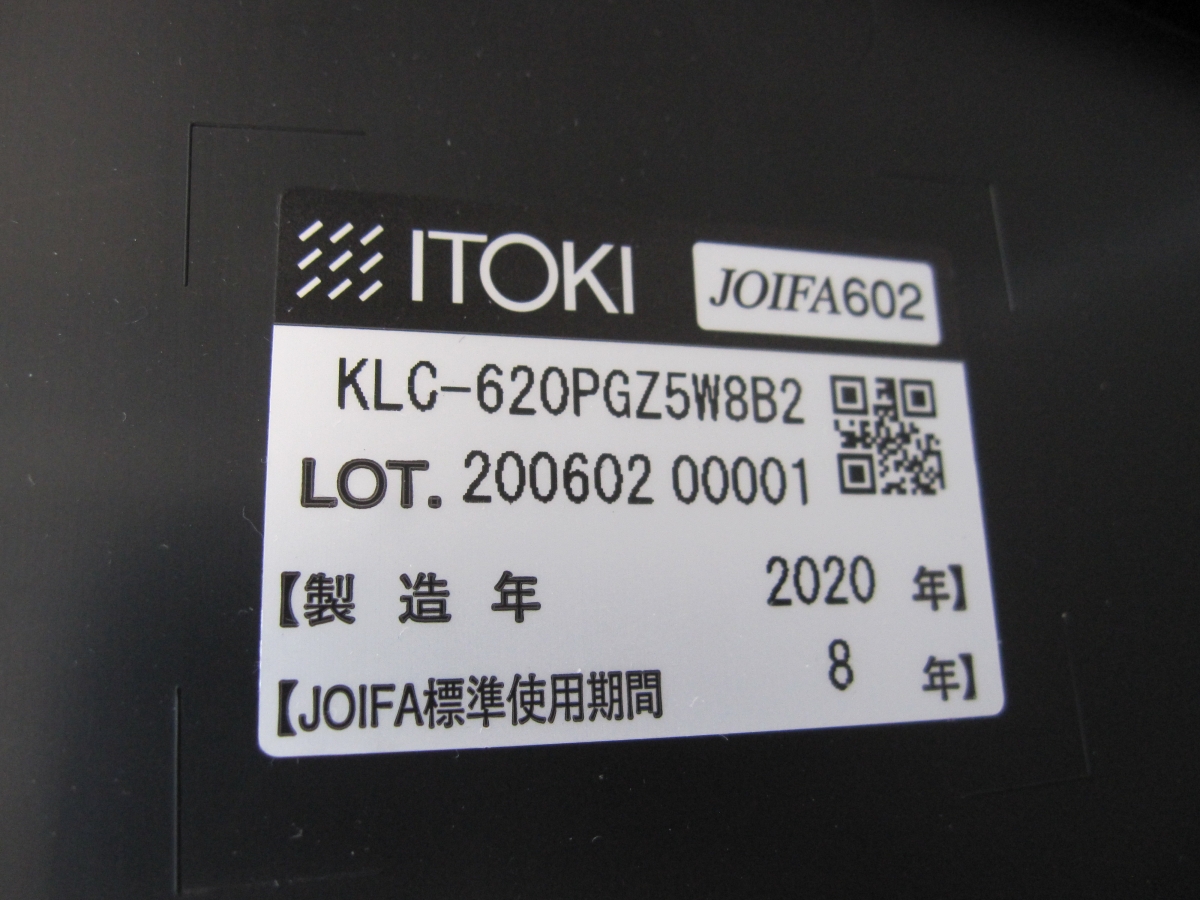 ITOKI JOIFA602
KLC-620PGZ5W8B2
LOT. 200602 00001
【製造年 2020 年】
【JOIFA標準使用期間 8 年】